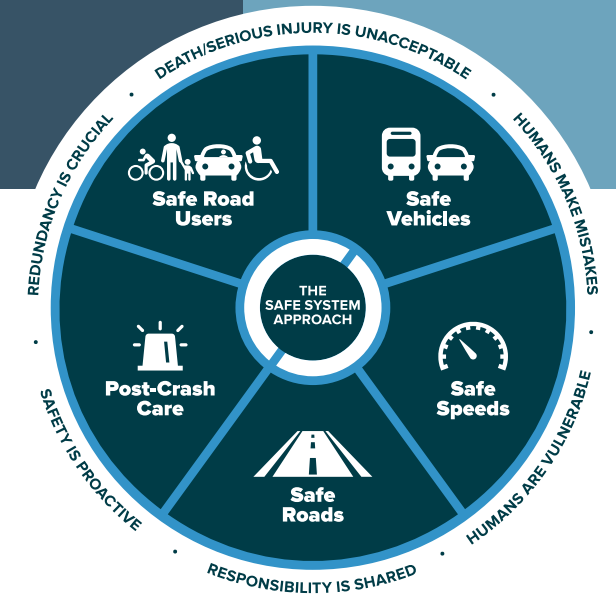 DEATH/SERIOUS INJURY IS UNACCEPTABLE
HUMANS MAKE MISTAKES
HUMANS ARE VULNERABLE
RESPONSIBILITY IS SHARED
SAFETY IS PROACTIVE
REDUNDANCY IS CRUCIAL
Safe Road
Users
Safe
Vehicles
Safe
Speeds
Safe
Roads
Post-Crash
Care
THE
SAFE SYSTEM
APPROACH